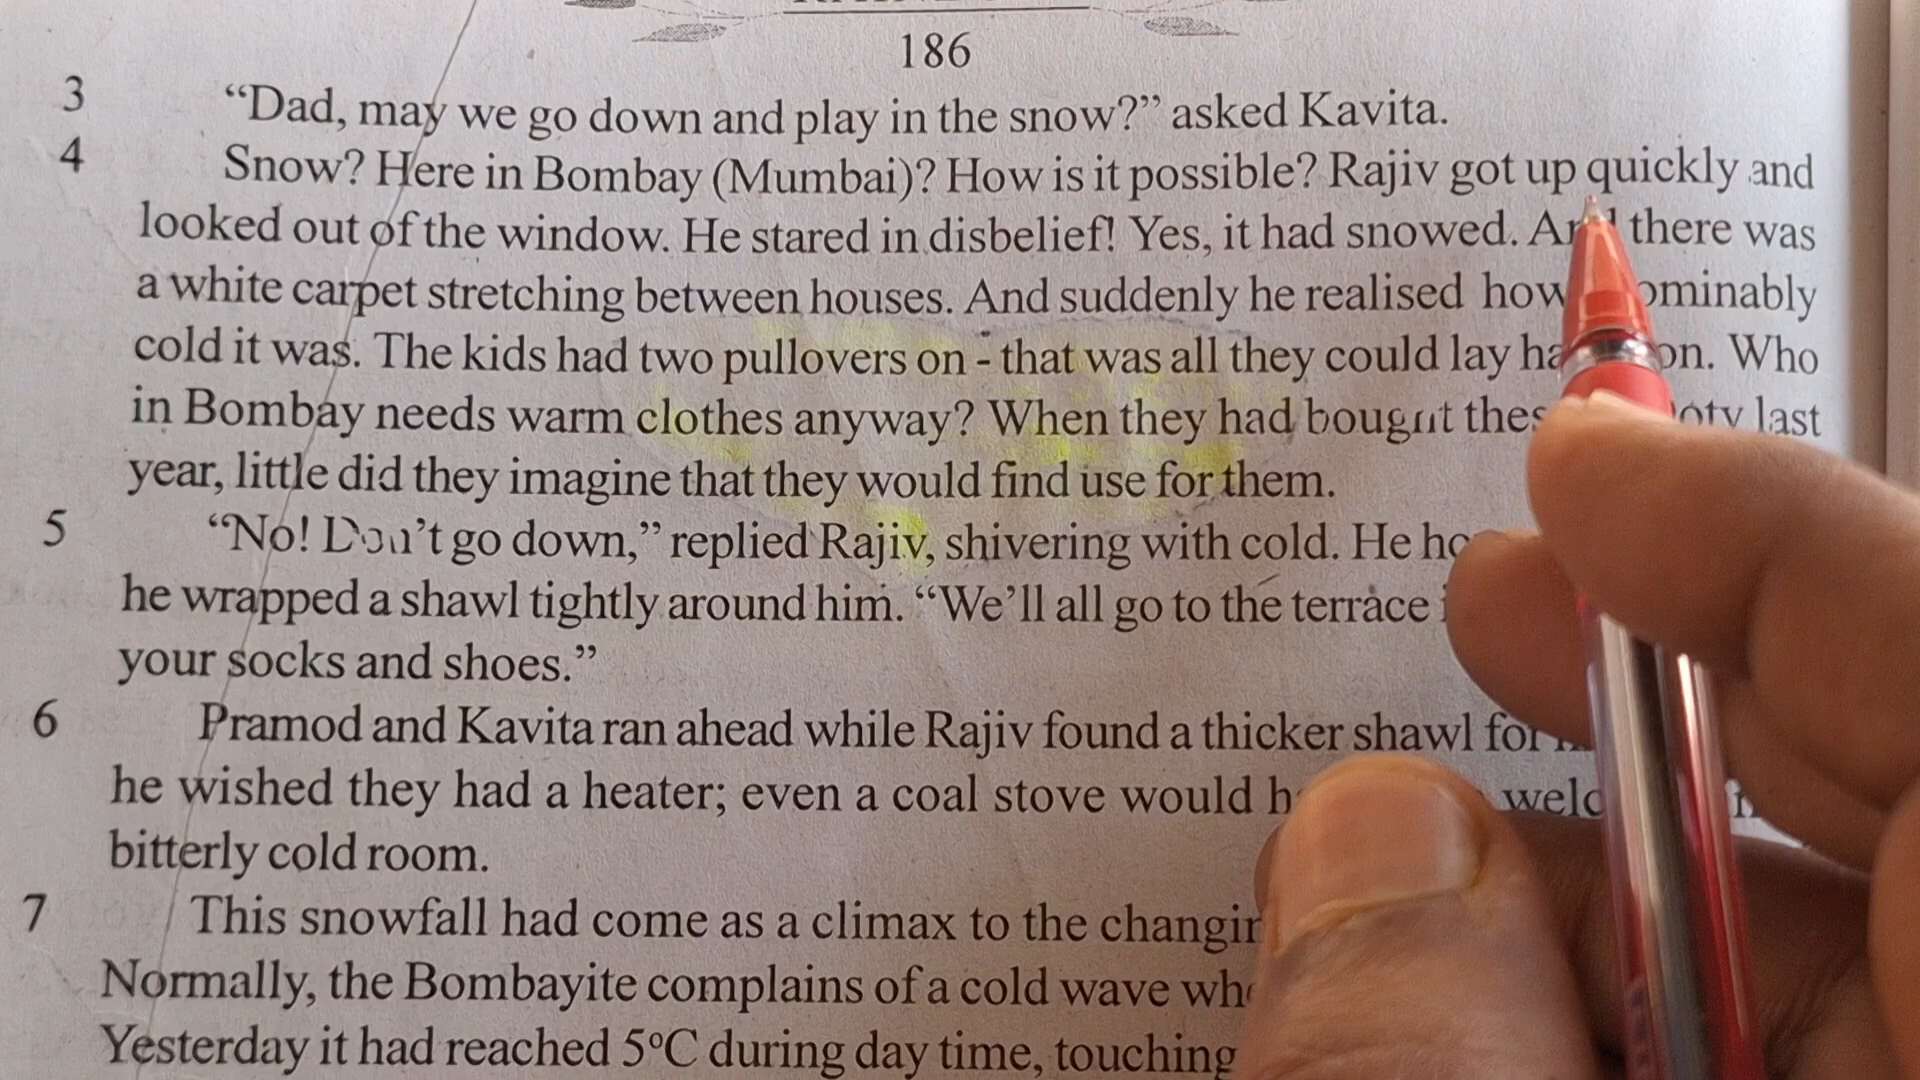 186
3 “Dad, may we go down and play in the snow?” asked Kavita.
4 Snow? Here in Bombay (Mumbai)? How is it possible? Rajiv got up quickly and
looked out of the window. He stared in disbelief! Yes, it had snowed. And there was
a white carpet stretching between houses. And suddenly he realised how
cold it was. The kids had two pullovers on - that was all they could lay on. Who
in Bombay needs warm clothes anyway? When they had bought last
year, little did they imagine that they would find use for them.
5 “No! Don’t go down,” replied Rajiv, shivering with cold. He
he wrapped a shawl tightly around him. “We’ll all go to the terrace
your socks and shoes.”
6 Pramod and Kavita ran ahead while Rajiv found a thicker shawl for
he wished they had a heater; even a coal stove would
bitterly cold room.
7 This snowfall had come as a climax to the
Normally, the Bombayite complains of a cold wave
Yesterday it had reached 5°C during day time, touching